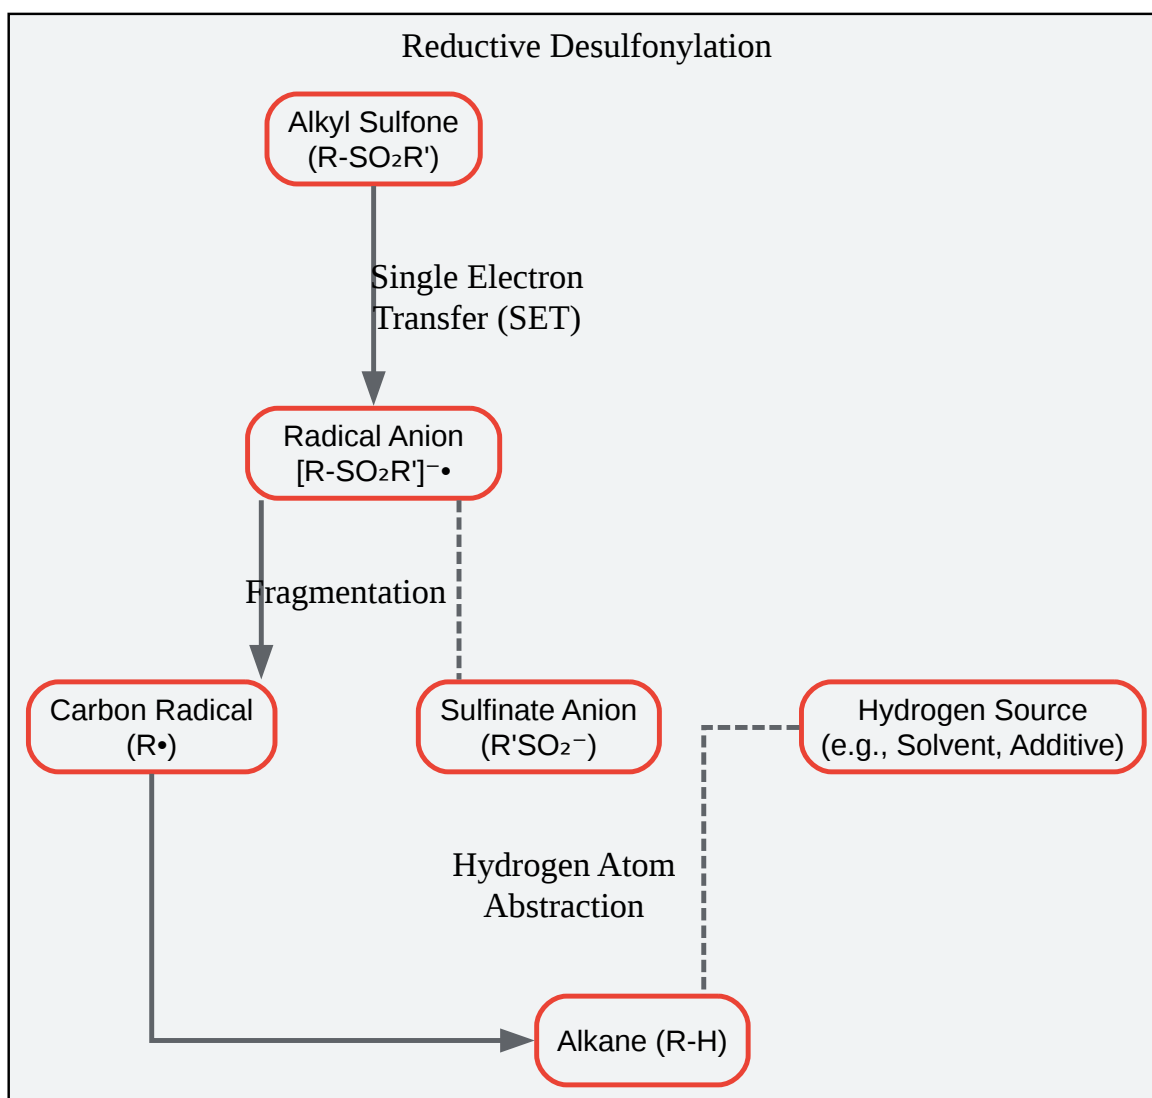 Reductive Desulfonylation
Alkyl Sulfone
(R-SO₂R')
Single Electron
Transfer (SET)
Radical Anion
[R-SO₂R']⁻•
Fragmentation
Carbon Radical
(R•)
Sulfinate Anion
(R'SO₂⁻)
Hydrogen Source
(e.g., Solvent, Additive)
Hydrogen Atom
Abstraction
Alkane (R-H)